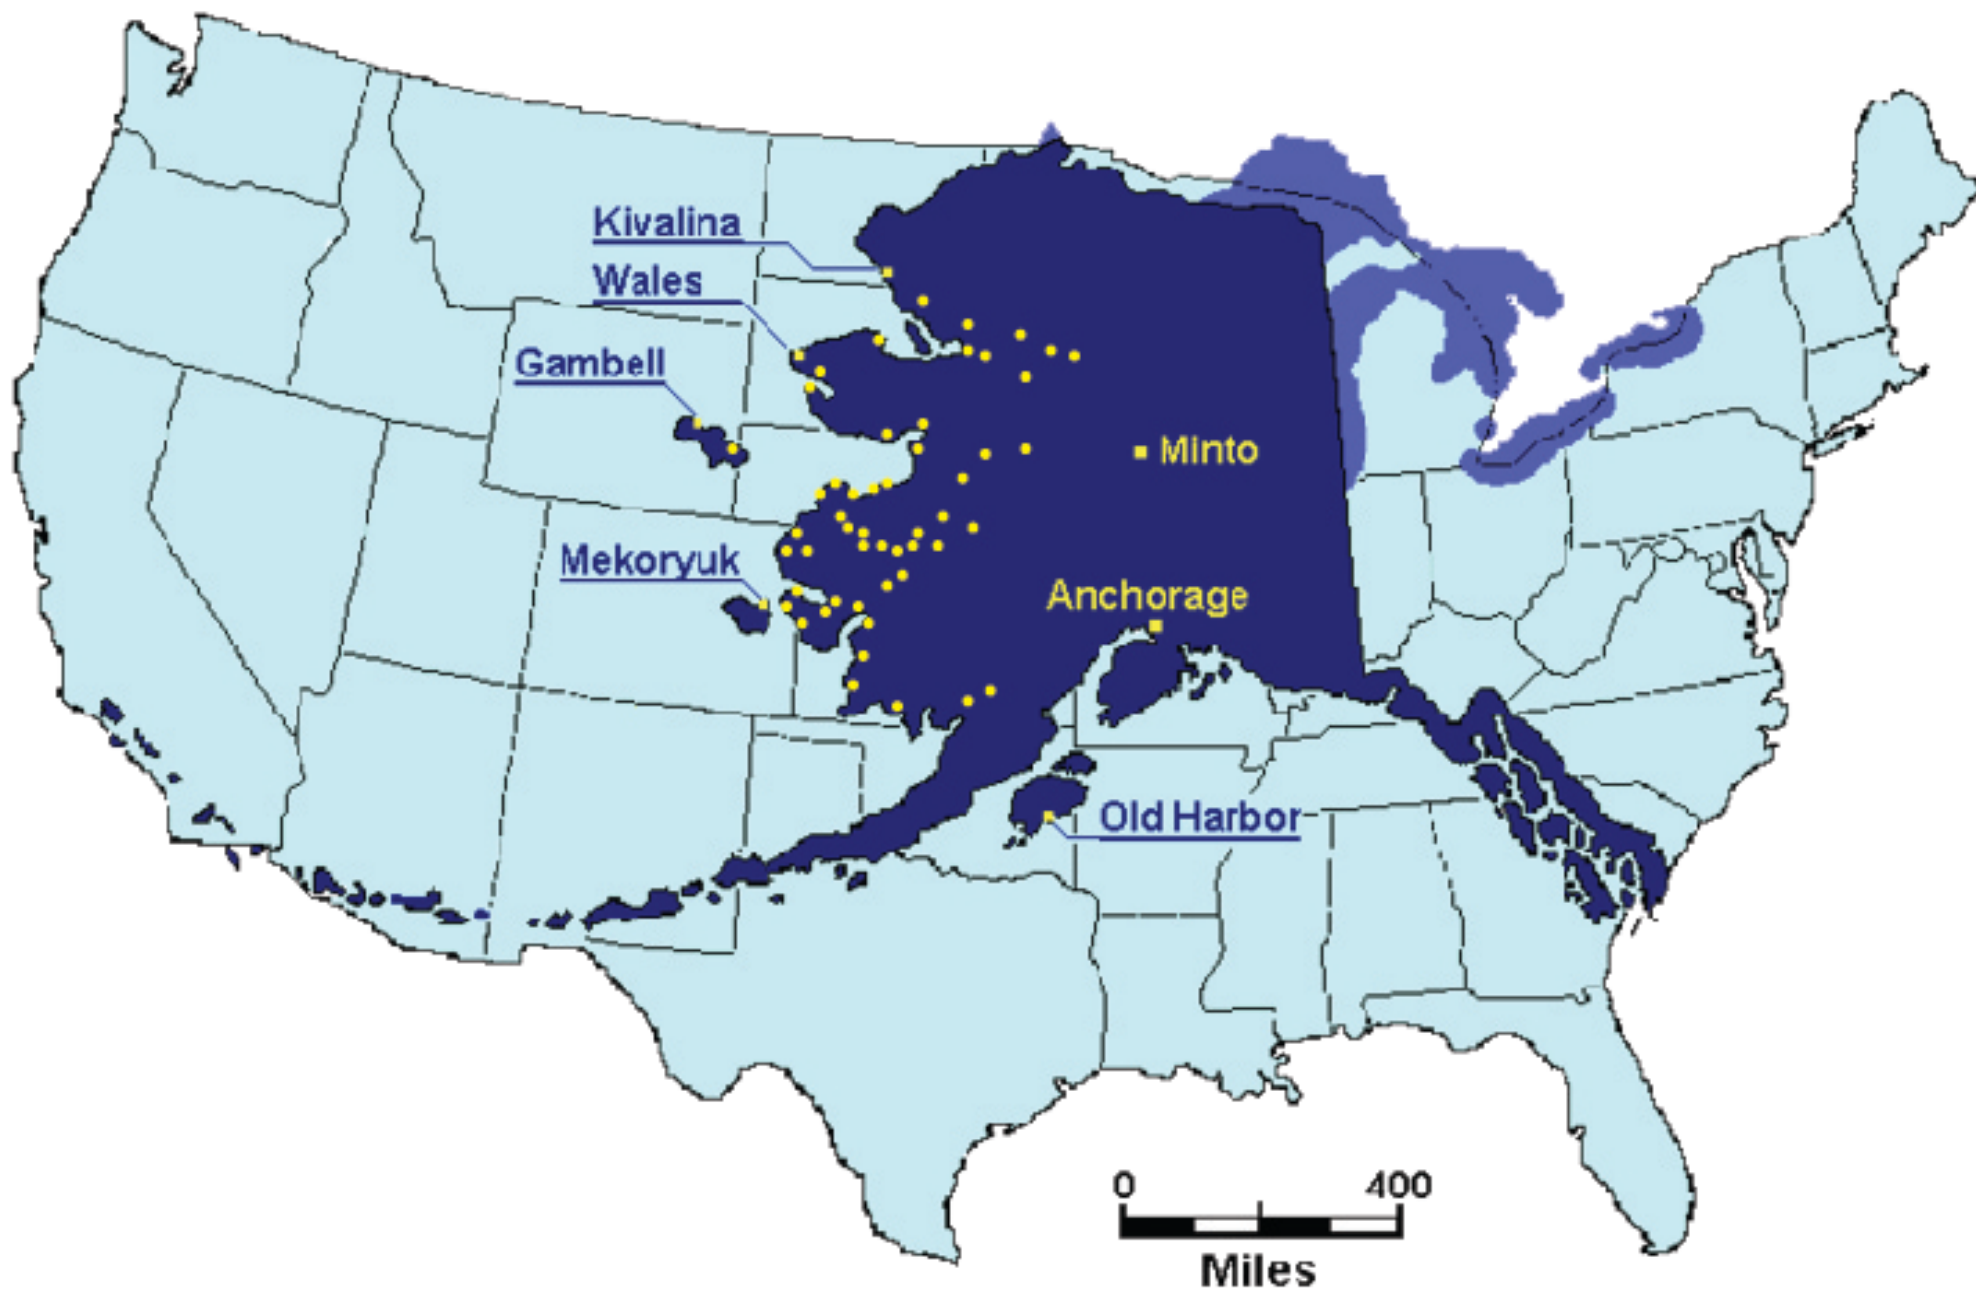 Kivalina
Wales
Gambell
Minto
Mekoryuk
Anchorage
Old Harbor
0 400
Miles